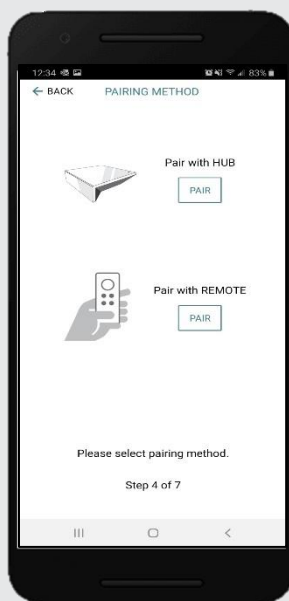 12:34 83%
← BACK PAIRING METHOD
Pair with HUB
PAIR
Pair with REMOTE
PAIR
Please select pairing method.
Step 4 of 7